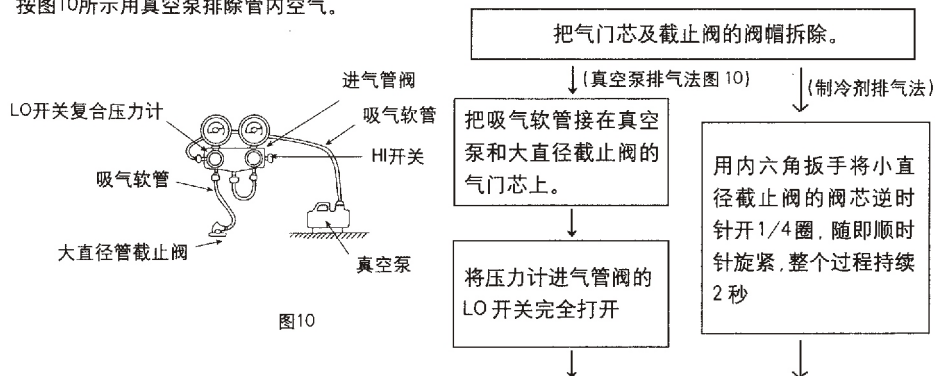 按图10所示用真空泵排除管内空气。
进气管阀
LO开关复合压力计
吸气软管
HI开关
吸气软管
大直径管截止阀
真空泵
图10
把气门芯及截止阀的阀帽拆除。
(真空泵排气法图10)
(制冷剂排气法)
把吸气软管接在真空
泵和大直径截止阀的
气门芯上。
将压力计进气管阀的
LO开关完全打开
用内六角扳手将小直
径截止阀的阀芯逆时
针开1/4圈,随即顺时
针旋紧,整个过程持续
2秒